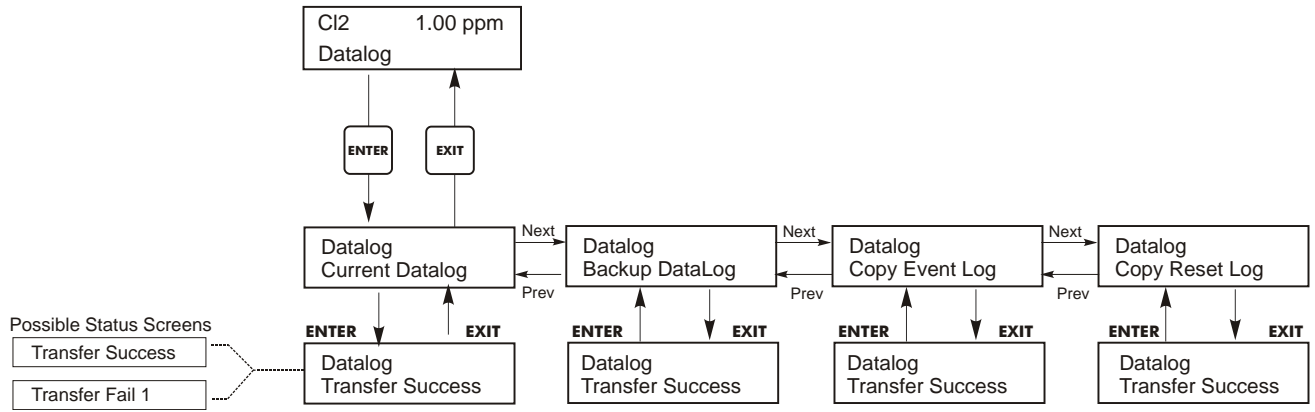 Cl2 1.00 ppm
Datalog
ENTER EXIT
Datalog
Current Datalog
Next
Prev
Datalog
Backup DataLog
Next
Prev
Datalog
Copy Event Log
Next
Prev
Datalog
Copy Reset Log
Possible Status Screens
Transfer Success
Transfer Fail 1
ENTER EXIT
Datalog
Transfer Success
ENTER EXIT
Datalog
Transfer Success
ENTER EXIT
Datalog
Transfer Success
ENTER EXIT
Datalog
Transfer Success